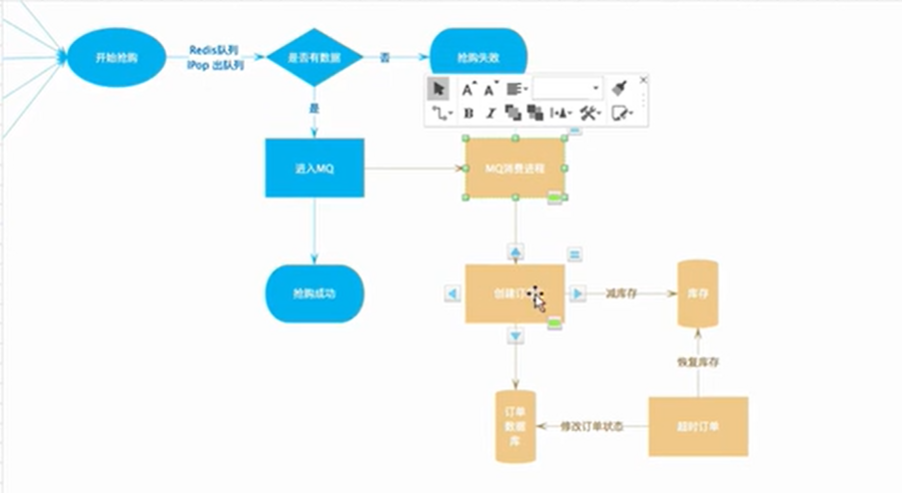 开始抢购
Redis队列
lPop 出队列
是否有数据
否
抢购失败
是
A A
B I
进入MQ
MQ消费进程
抢购成功
创建订
减库存
库存
恢复库存
订单
数据
库
修改订单状态
超时订单